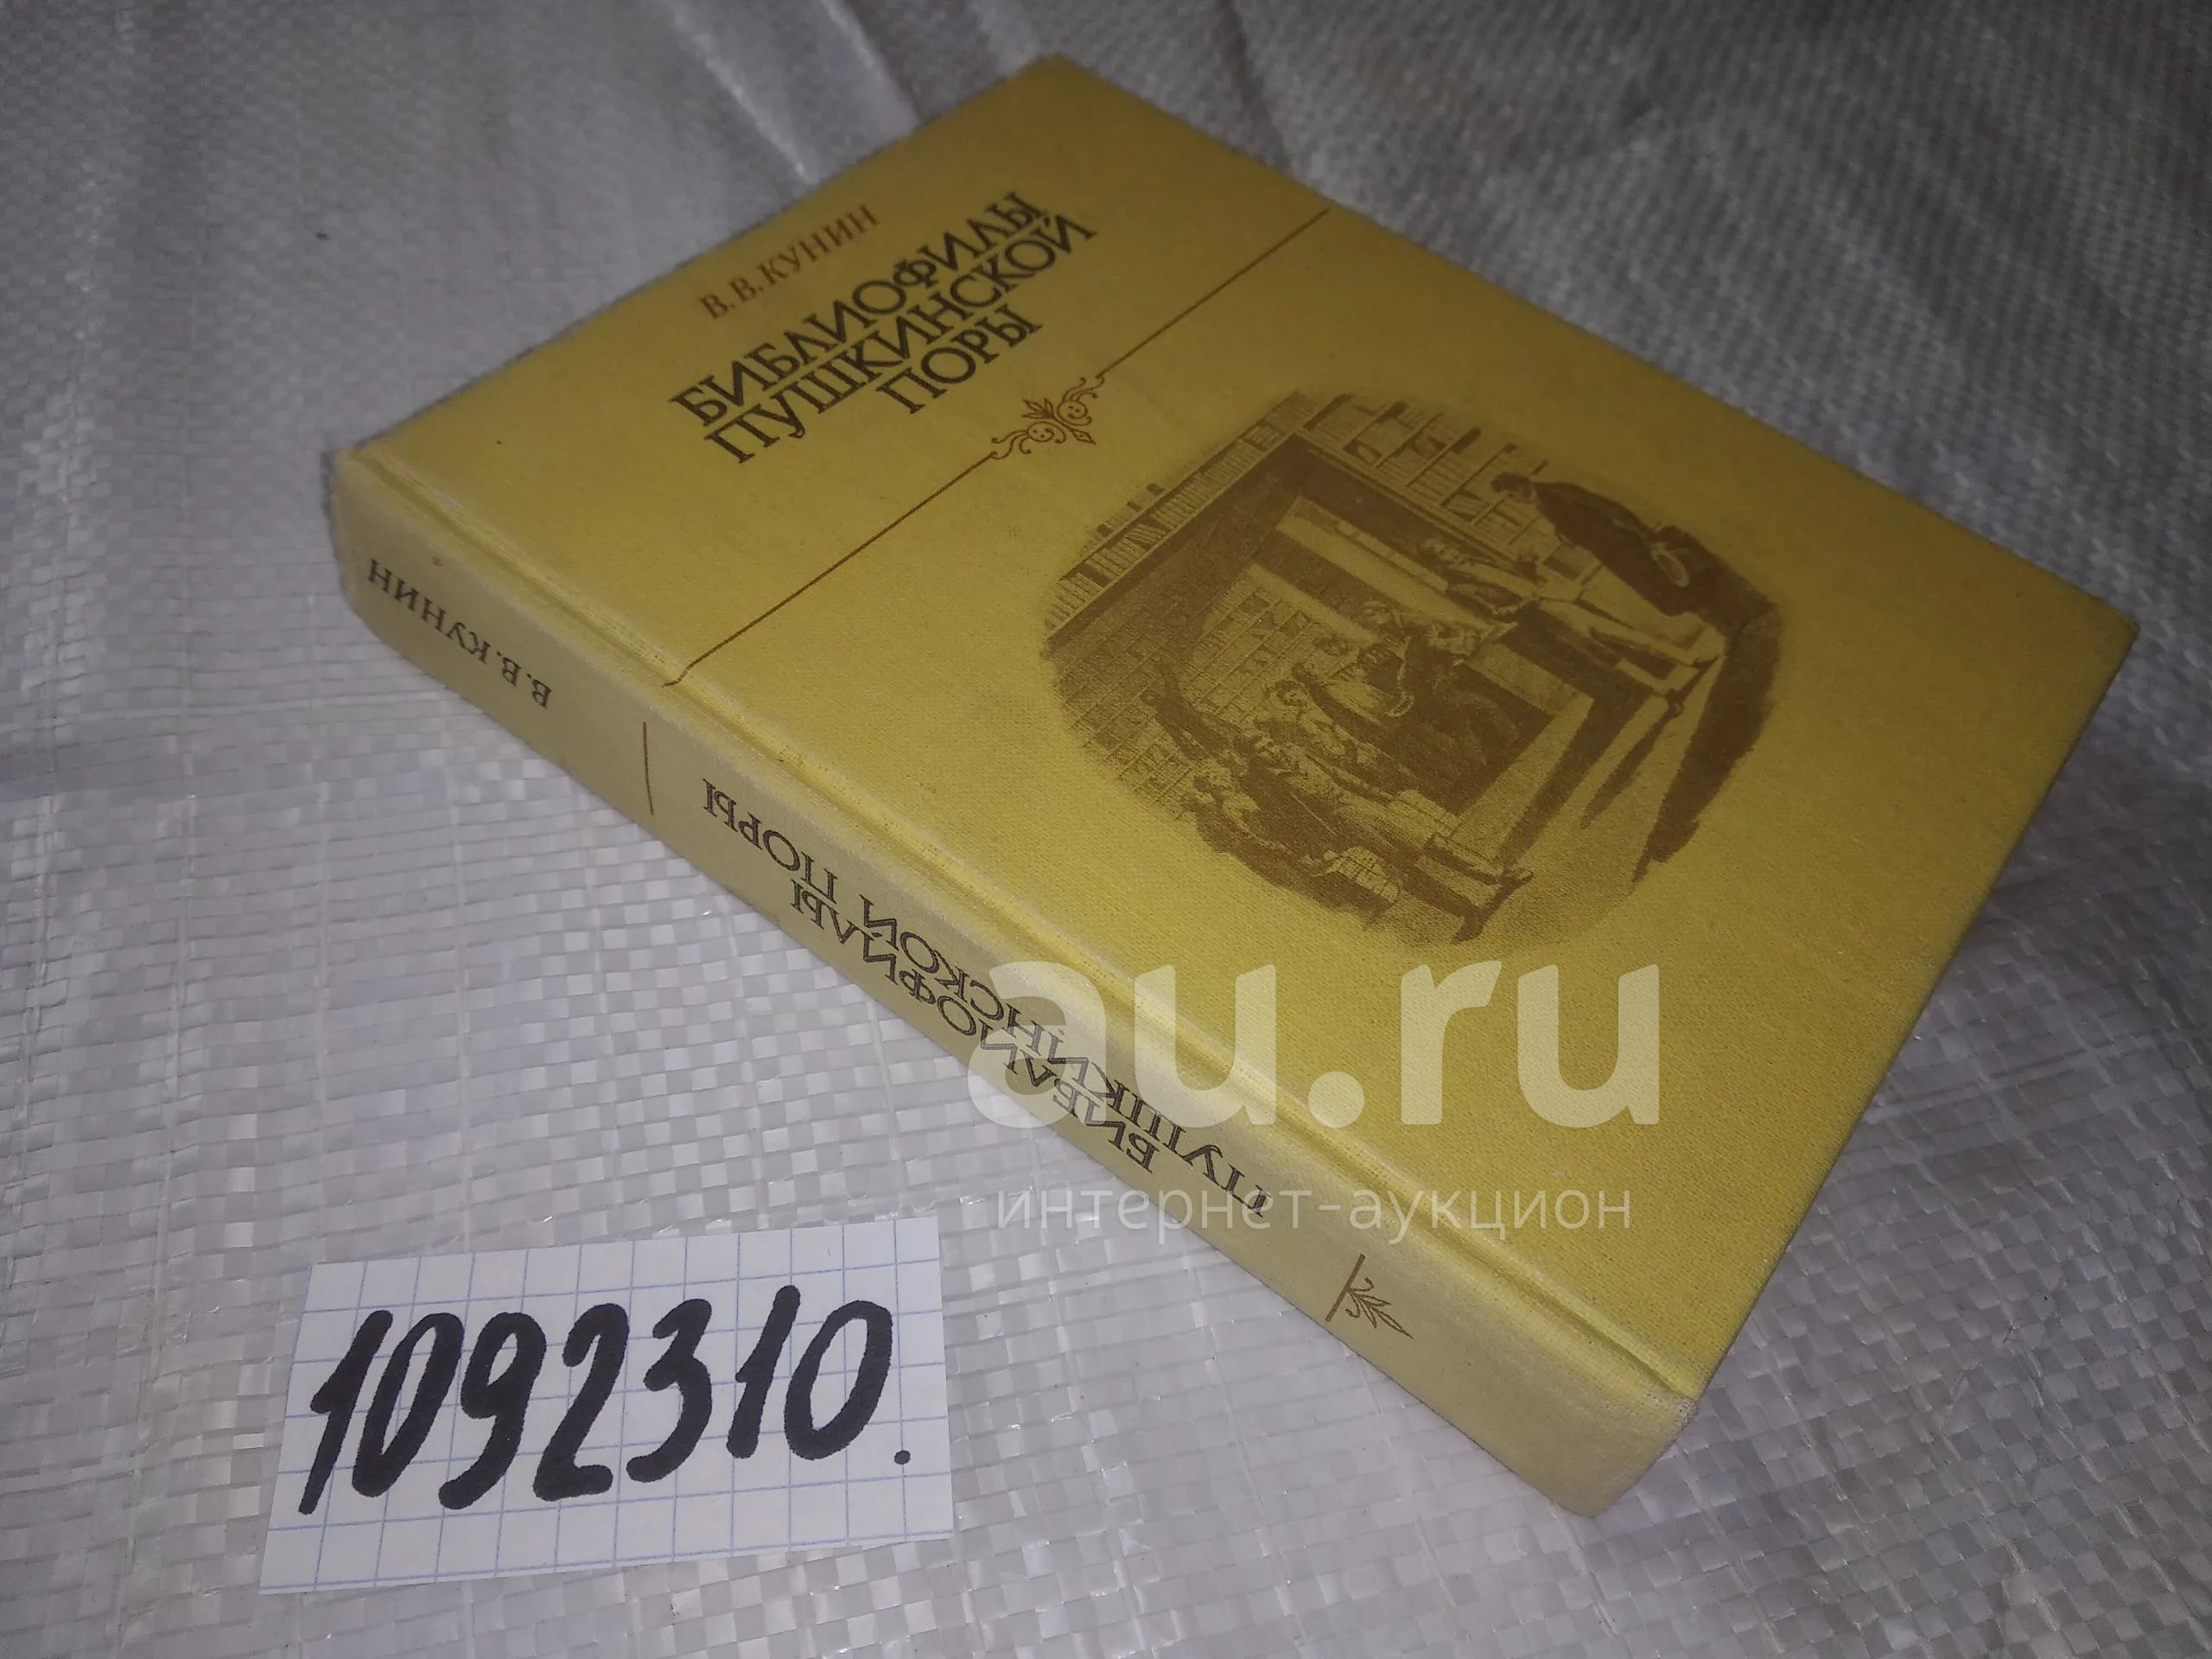 В. В. КУНИН
БИБЛИОФИЛЫ
ПУШКИНСКОЙ
ПОРЫ
В. В. КУНИН
БИБЛИОФИЛЫ
ПУШКИНСКОЙ ПОРЫ
au.ru
интернет-аукцион
1092310.